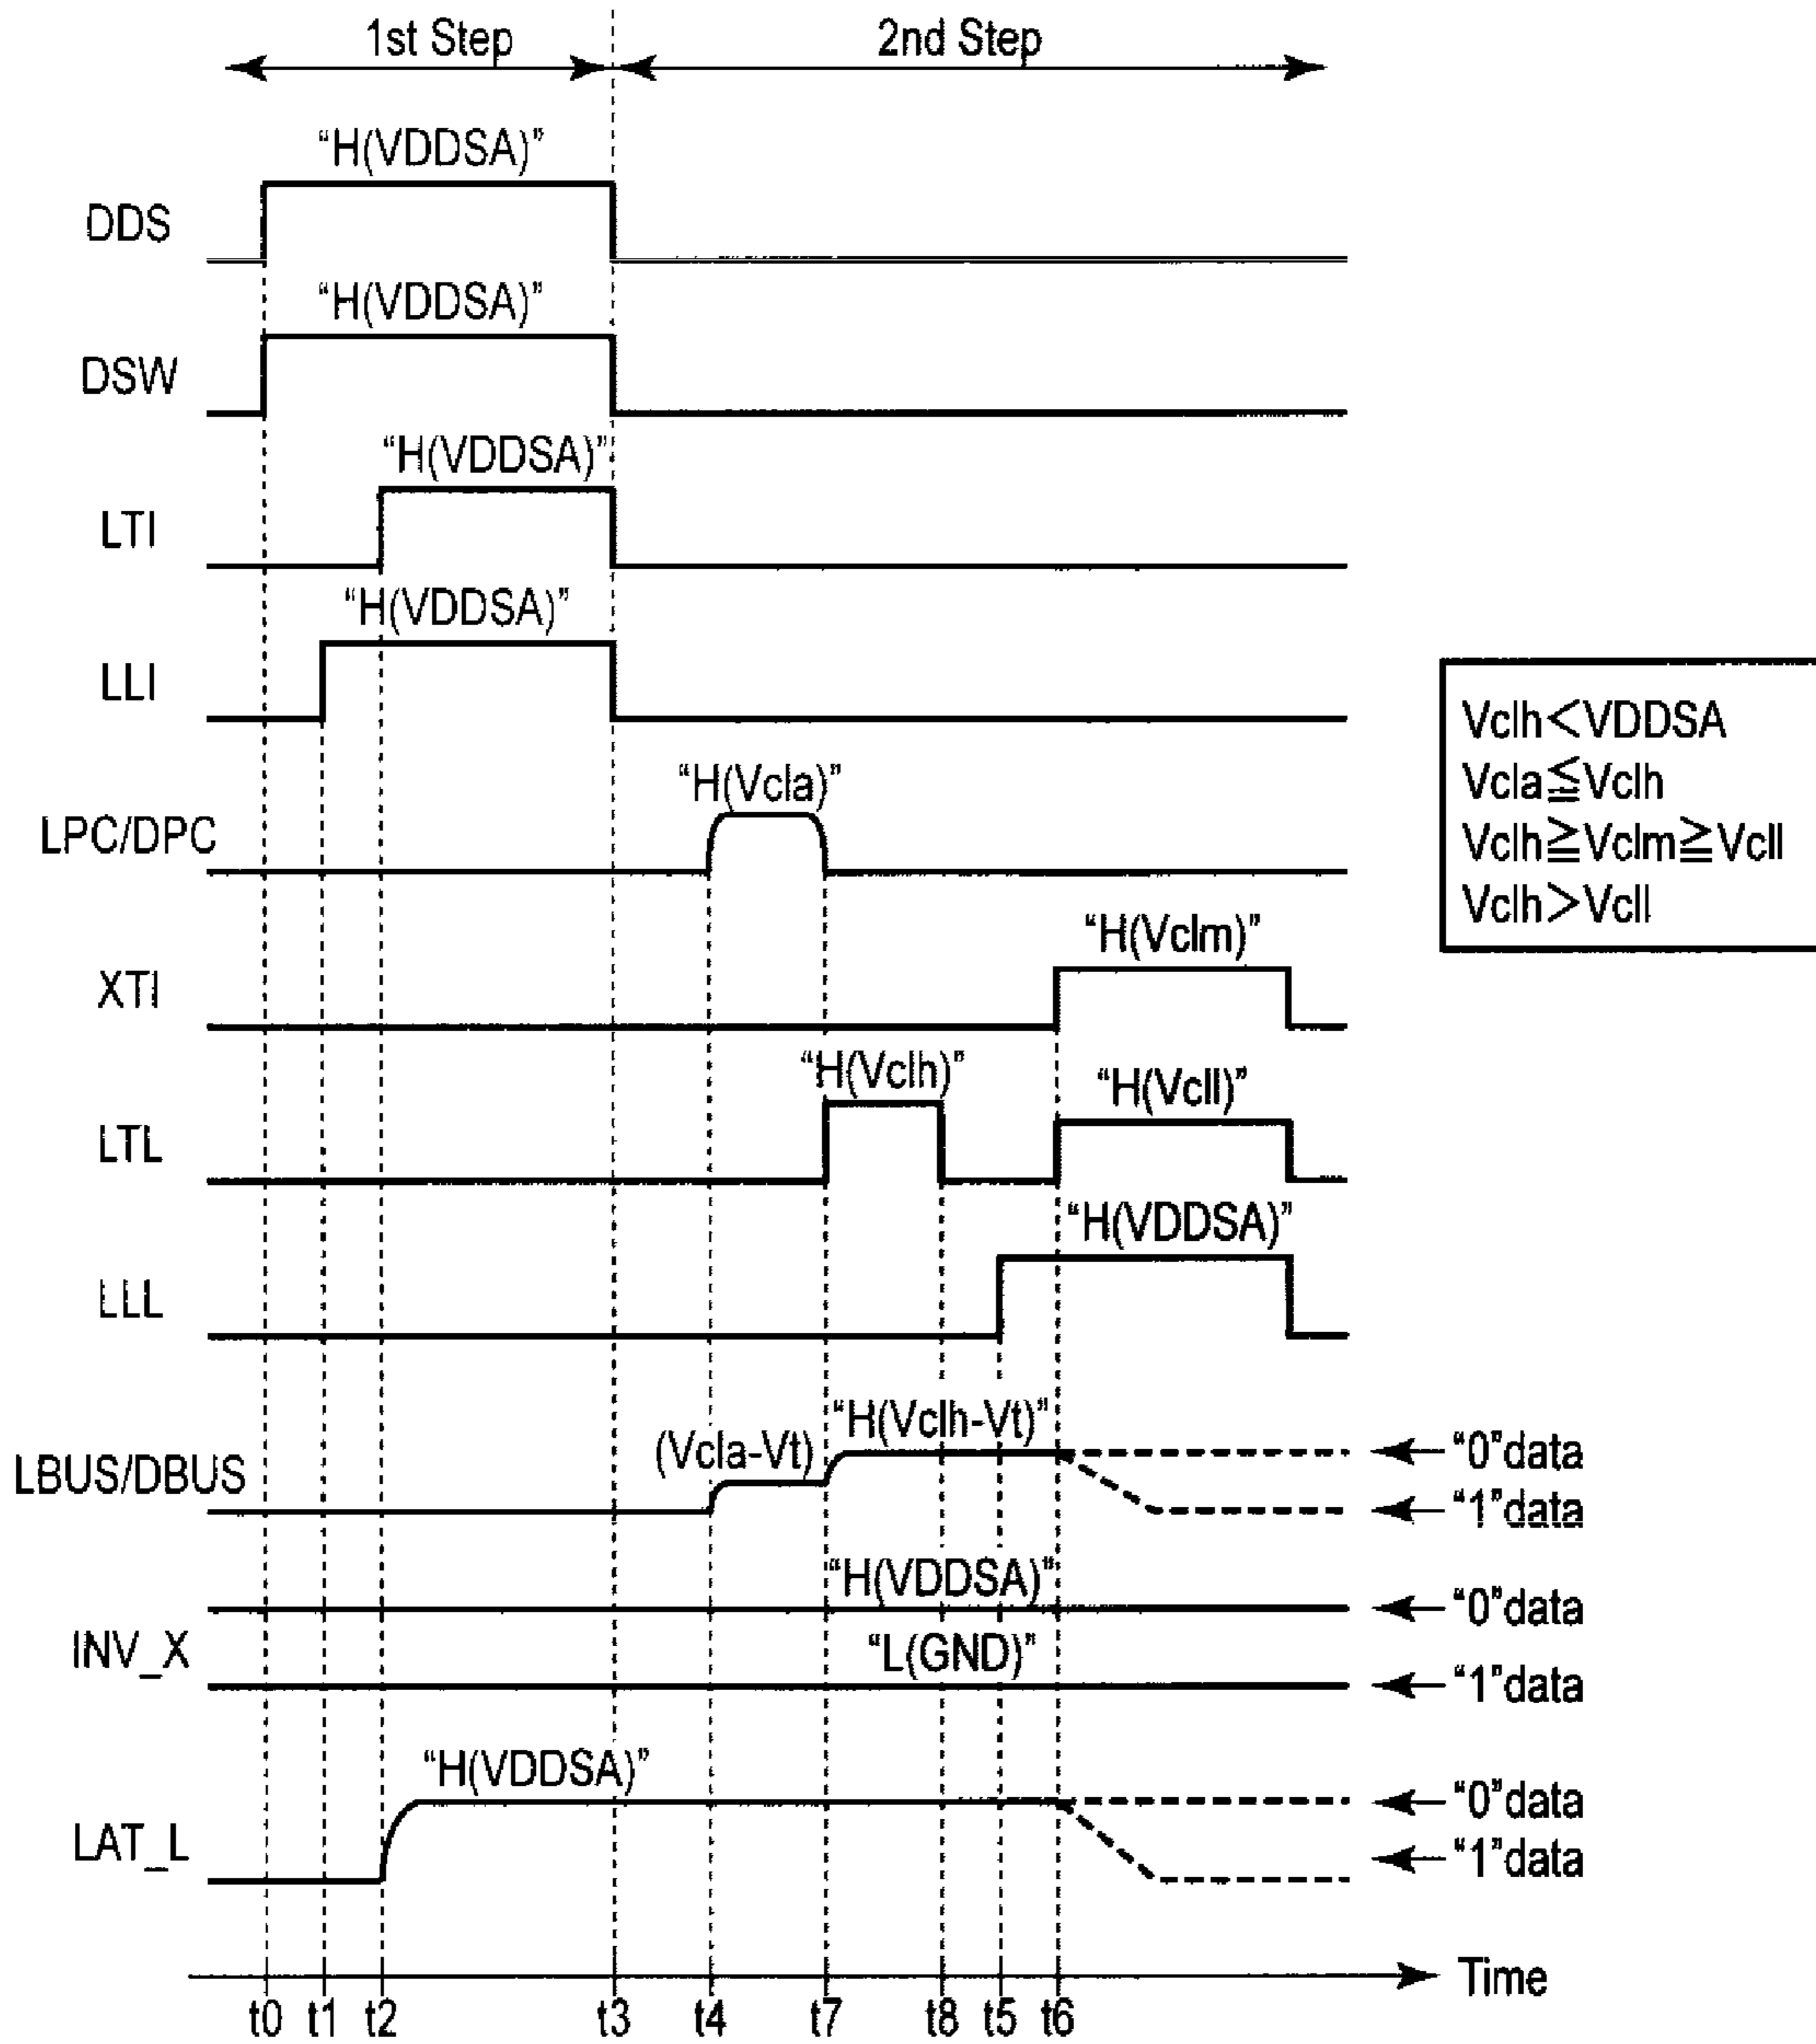 1st Step
2nd Step
“H(VDDSA)”
DDS
“H(VDDSA)”
DSW
“H(VDDSA)”
LTI
“H(VDDSA)”
LLI
Vclh<VDDSA
Vcla≦Vclh
Vclh≧Vclm≧Vcll
Vclh>Vcll
“H(Vcla)”
LPC/DPC
“H(Vclm)”
XTI
“H(Vclh)”
“H(Vcll)”
LTL
“H(VDDSA)”
LLL
(Vcla-Vt)
“H(Vclh-Vt)”
LBUS/DBUS
“0”data
“1”data
“H(VDDSA)”
“0”data
INV_X
“L(GND)”
“1”data
“H(VDDSA)”
“0”data
LAT_L
“1”data
Time
t0 t1 t2 t3 t4 t7 t8 t5 t6